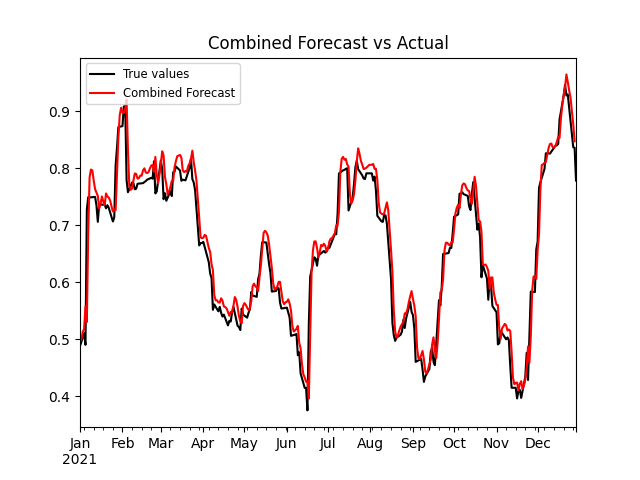 Combined Forecast vs Actual
True values
Combined Forecast
0.9
0.8
0.7
0.6
0.5
0.4
Jan Feb Mar Apr May Jun Jul Aug Sep Oct Nov Dec
2021